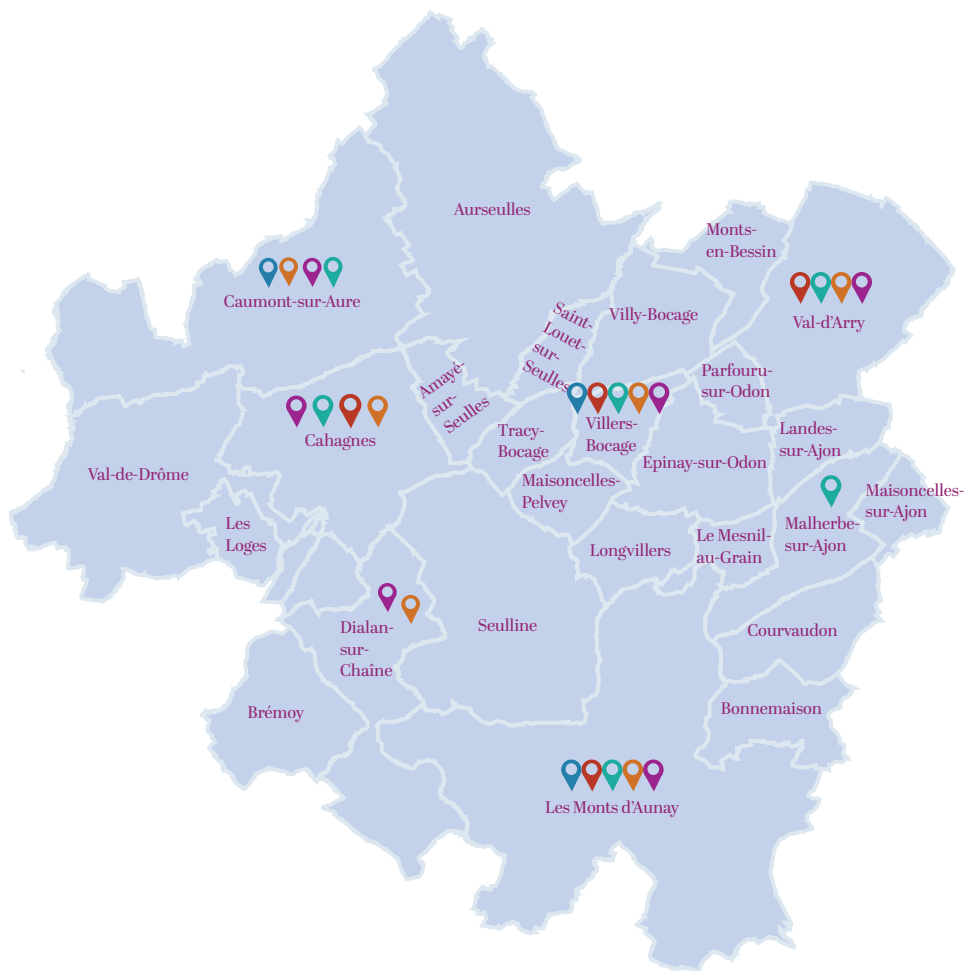 Aurseulles
Monts-
en-Bessin
Caumont-sur-Aure
Villy-Bocage
Val-d'Arry
Saint-
Louet-
sur-
Seulles
Amayé-
sur-
Seulles
Parfouru-
sur-Odon
Cahagnes
Tracy-
Bocage
Villers-
Bocage
Landes-
sur-Ajon
Val-de-Drôme
Epinay-sur-Odon
Maisoncelles-
Pelvey
Maisoncelles-
sur-Ajon
Les
Loges
Longvillers
Le Mesnil-
au-Grain
Malherbe-
sur-Ajon
Dialan-
sur-
Chaîne
Seulline
Courvaudon
Brémoy
Bonnemaison
Les Monts d'Aunay